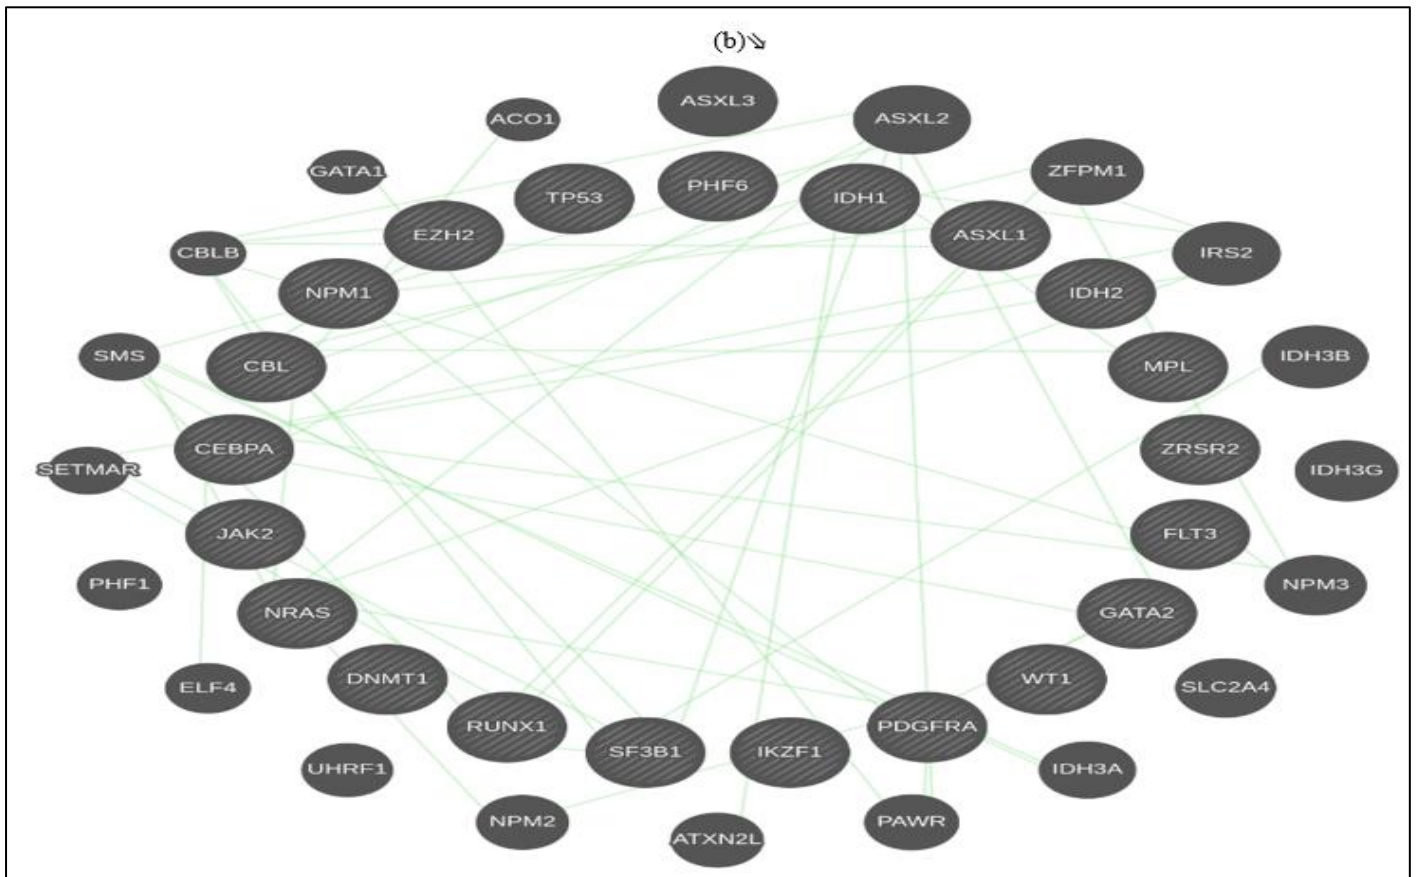 (b)⇘
ASXL3
ASXL2
ACO1
ZFPM1
GATA1
PHF6
IDH1
TP53
EZH2
ASXL1
CBLB
IRS2
NPM1
IDH2
SMS
CBL
MPL
IDH3B
CEBPA
ZRSR2
SETMAR
IDH3G
JAK2
FLT3
PHF1
NPM3
NRAS
GATA2
DNMT1
WT1
ELF4
SLC2A4
RUNX1
PDGFRA
SF3B1
IKZF1
UHRF1
IDH3A
NPM2
PAWR
ATXN2L